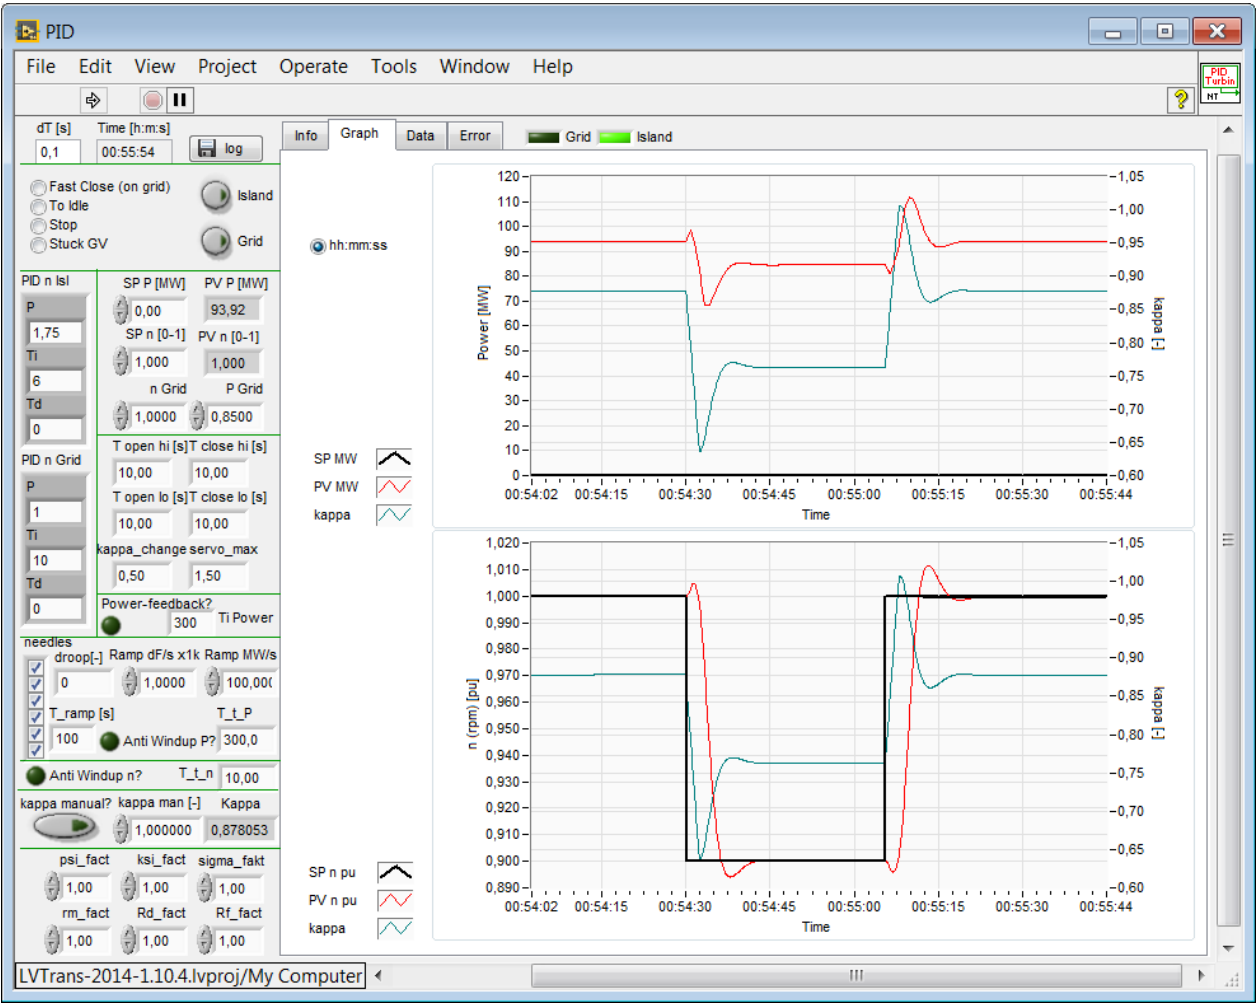 PID
File Edit View Project Operate Tools Window Help
PID
Turbin
NT
?
dT [s] Time [h:m:s]
0,1 00:55:54 log
Info Graph Data Error Grid Island
Fast Close (on grid)
To Idle
Stop
Stuck GV
Island
Grid
hh:mm:ss
PID n Isl
P
1,75
Ti
6
Td
0
SP P [MW] PV P [MW]
0,00 93,92
SP n [0-1] PV n [0-1]
1,000 1,000
n Grid P Grid
1,0000 0,8500
T open hi [s] T close hi [s]
10,00 10,00
T open lo [s] T close lo [s]
10,00 10,00
kappa_change servo_max
0,50 1,50
PID n Grid
P
1
Ti
10
Td
0
Power-feedback?
300 Ti Power
needles
droop[-] Ramp dF/s x1k Ramp MW/s
0 1,0000 100,00(
T_ramp [s] T_t_P
100 Anti Windup P? 300,0
Anti Windup n? T_t_n 10,00
kappa manual? kappa man [-] Kappa
1,000000 0,878053
psi_fact ksi_fact sigma_fakt
1,00 1,00 1,00
rm_fact Rd_fact Rf_fact
1,00 1,00 1,00
SP MW
PV MW
kappa
Power [MW]
120
110
100
90
80
70
60
50
40
30
20
10
0
1,05
1,00
0,95
0,90
0,85
0,80
0,75
0,70
0,65
0,60
kappa [-]
00:54:02 00:54:15 00:54:30 00:54:45 00:55:00 00:55:15 00:55:30 00:55:44
Time
SP n pu
PV n pu
kappa
n (rpm) [pu]
1,020
1,010
1,000
0,990
0,980
0,970
0,960
0,950
0,940
0,930
0,920
0,910
0,900
0,890
1,05
1,00
0,95
0,90
0,85
0,80
0,75
0,70
0,65
0,60
kappa [-]
00:54:02 00:54:15 00:54:30 00:54:45 00:55:00 00:55:15 00:55:30 00:55:44
Time
LVTrans-2014-1.10.4.lvproj/My Computer